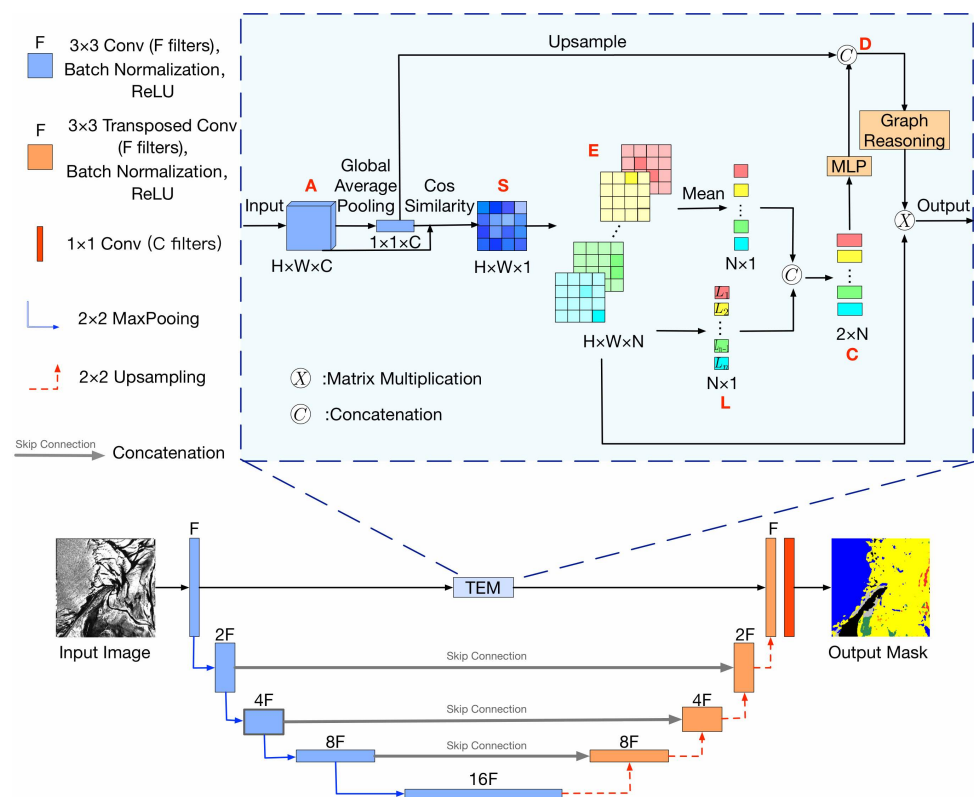 F
3×3 Conv (F filters),
Batch Normalization,
ReLU
F
3×3 Transposed Conv
(F filters),
Batch Normalization,
ReLU
1×1 Conv (C filters)
2×2 MaxPooing
2×2 Upsampling
Skip Connection
Concatenation
Upsample
C
D
Graph
Reasoning
MLP
E
A
Global
Average
Pooling
Cos
Similarity
S
Mean
Input
1×1×C
H×W×C
H×W×1
X
Output
N×1
C
L1
L2
Ln-1
Ln
H×W×N
2×N
C
N×1
L
X :Matrix Multiplication
C :Concatenation
F
TEM
F
Input Image
Output Mask
2F
Skip Connection
2F
4F
Skip Connection
4F
8F
Skip Connection
8F
16F